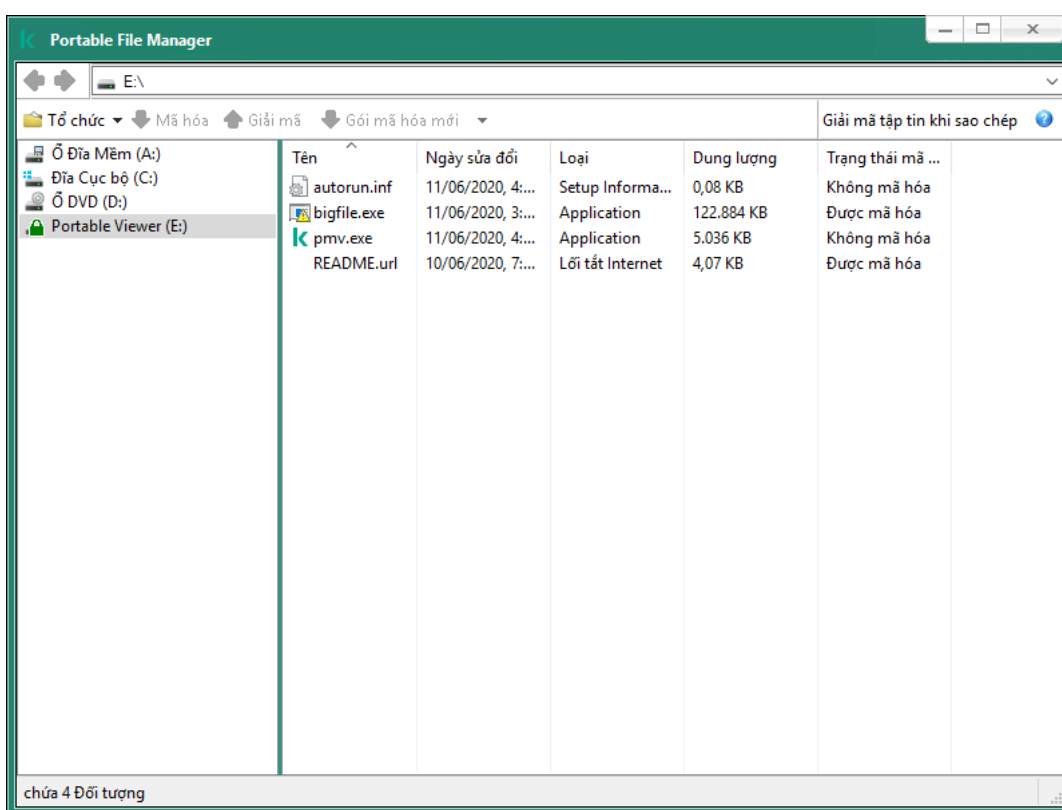 Portable File Manager
E:\
Tổ chức Mã hóa Giải mã Gói mã hóa mới Giải mã tập tin khi sao chép
Ổ Đĩa Mềm (A:)
Đĩa Cục bộ (C:)
Ổ DVD (D:)
Portable Viewer (E:)
Tên Ngày sửa đổi Loại Dung lượng Trạng thái mã ...
autorun.inf 11/06/2020, 4:... Setup Informa... 0,08 KB Không mã hóa
bigfile.exe 11/06/2020, 3:... Application 122.884 KB Được mã hóa
pmv.exe 11/06/2020, 4:... Application 5.036 KB Không mã hóa
README.url 10/06/2020, 7:... Lối tắt Internet 4,07 KB Được mã hóa
chứa 4 Đối tượng